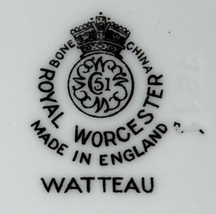 BONE CHINA
51
ROYAL WORCESTER
MADE IN ENGLAND
WATTEAU